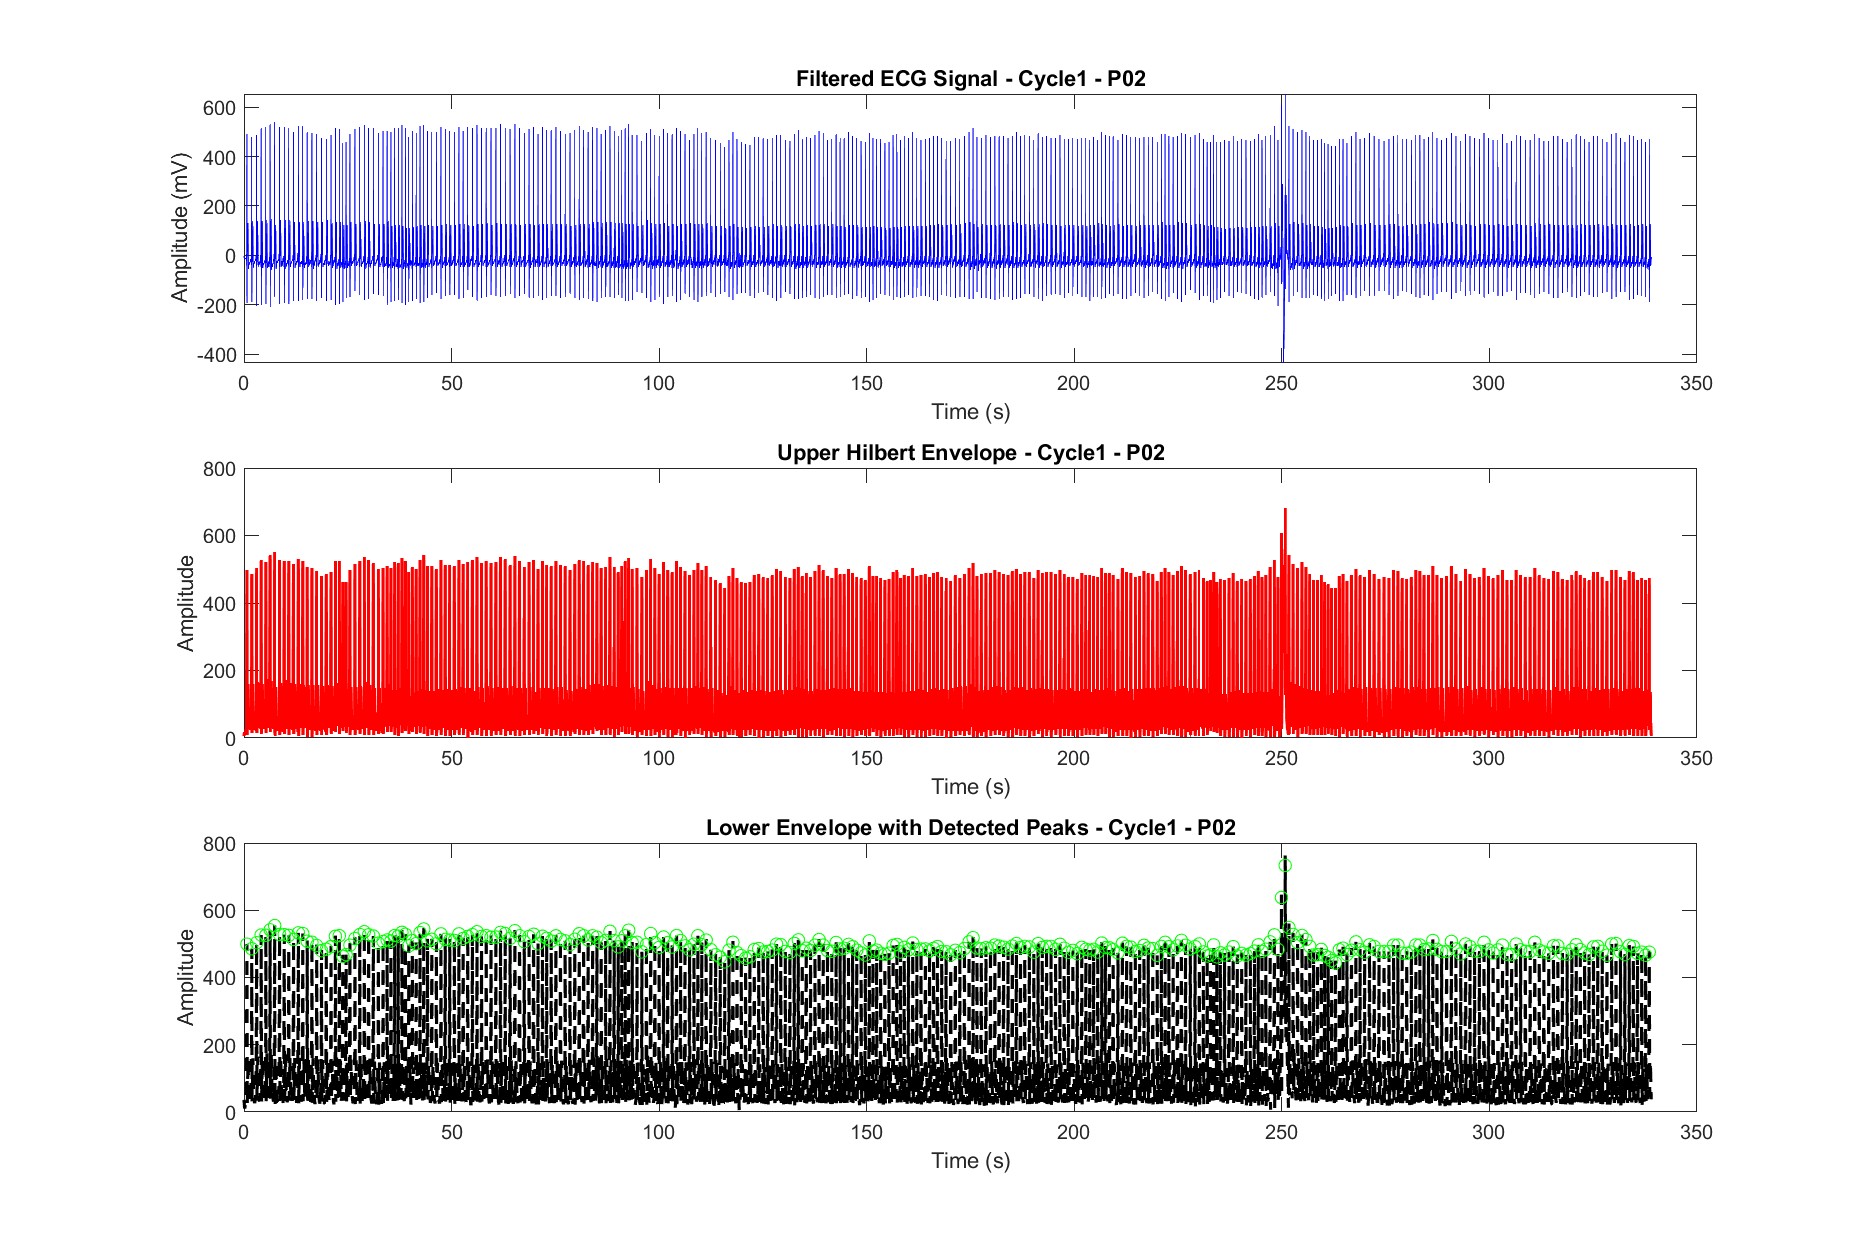 Filtered ECG Signal - Cycle1 - P02
600
400
200
0
-200
-400
Amplitude (mV)
0 50 100 150 200 250 300 350
Time (s)
Upper Hilbert Envelope - Cycle1 - P02
800
600
400
200
0
Amplitude
0 50 100 150 200 250 300 350
Time (s)
Lower Envelope with Detected Peaks - Cycle1 - P02
800
600
400
200
0
Amplitude
0 50 100 150 200 250 300 350
Time (s)